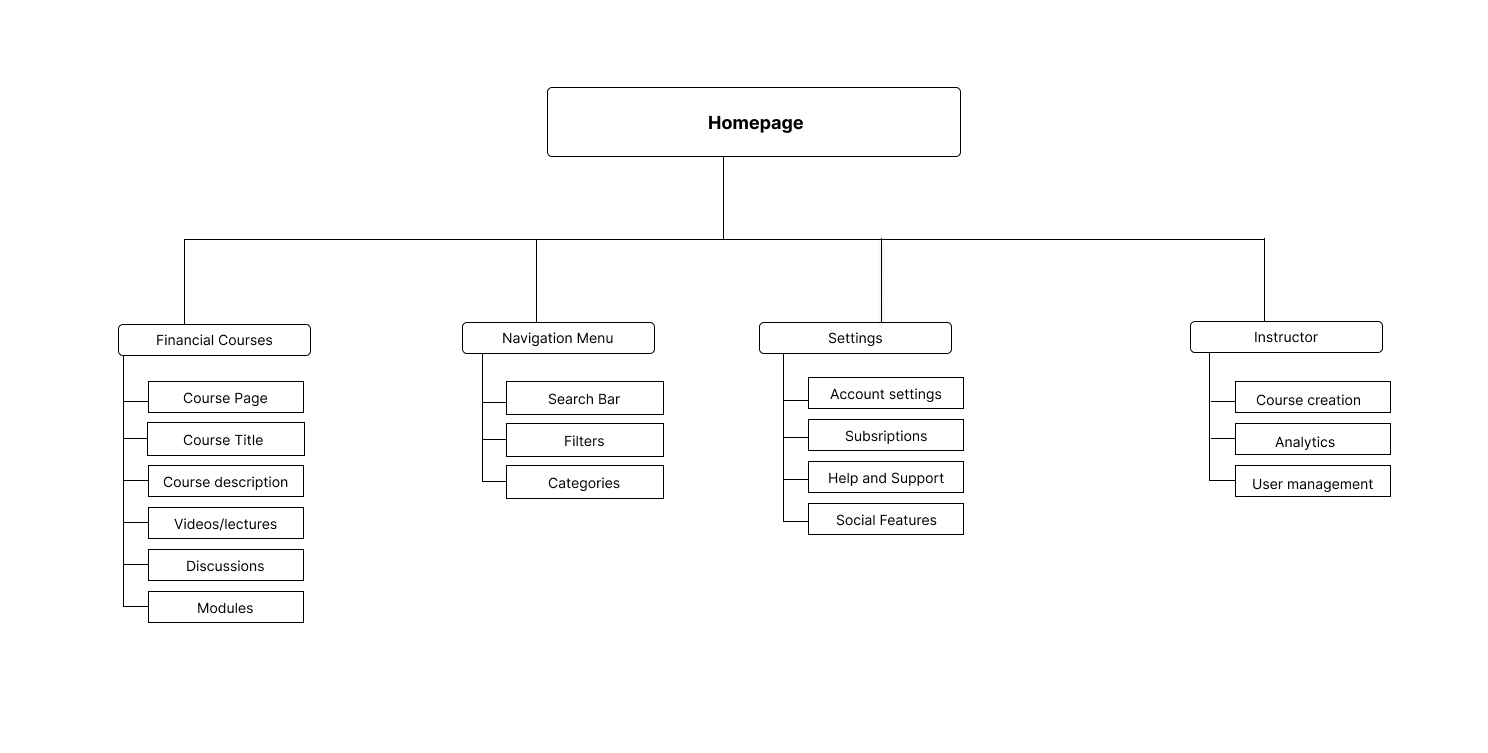 Homepage
Financial Courses
Course Page
Course Title
Course description
Videos/lectures
Discussions
Modules
Navigation Menu
Search Bar
Filters
Categories
Settings
Account settings
Subsriptions
Help and Support
Social Features
Instructor
Course creation
Analytics
User management